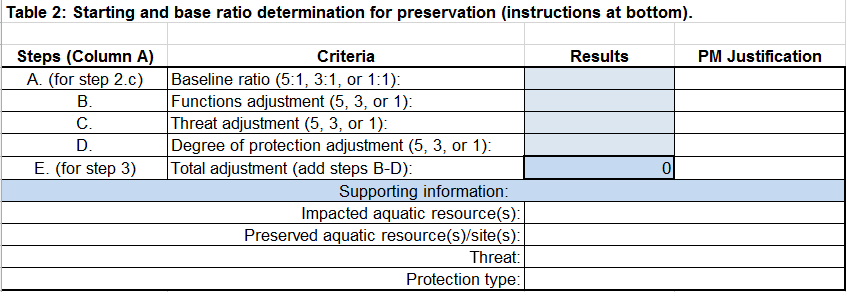 Table 2: Starting and base ratio determination for preservation (instructions at bottom).
Steps (Column A) Criteria Results PM Justification
A. (for step 2.c) Baseline ratio (5:1, 3:1, or 1:1):
B. Functions adjustment (5, 3, or 1):
C. Threat adjustment (5, 3, or 1):
D. Degree of protection adjustment (5, 3, or 1):
E. (for step 3) Total adjustment (add steps B-D): 0
Supporting information:
Impacted aquatic resource(s):
Preserved aquatic resource(s)/site(s):
Threat:
Protection type: